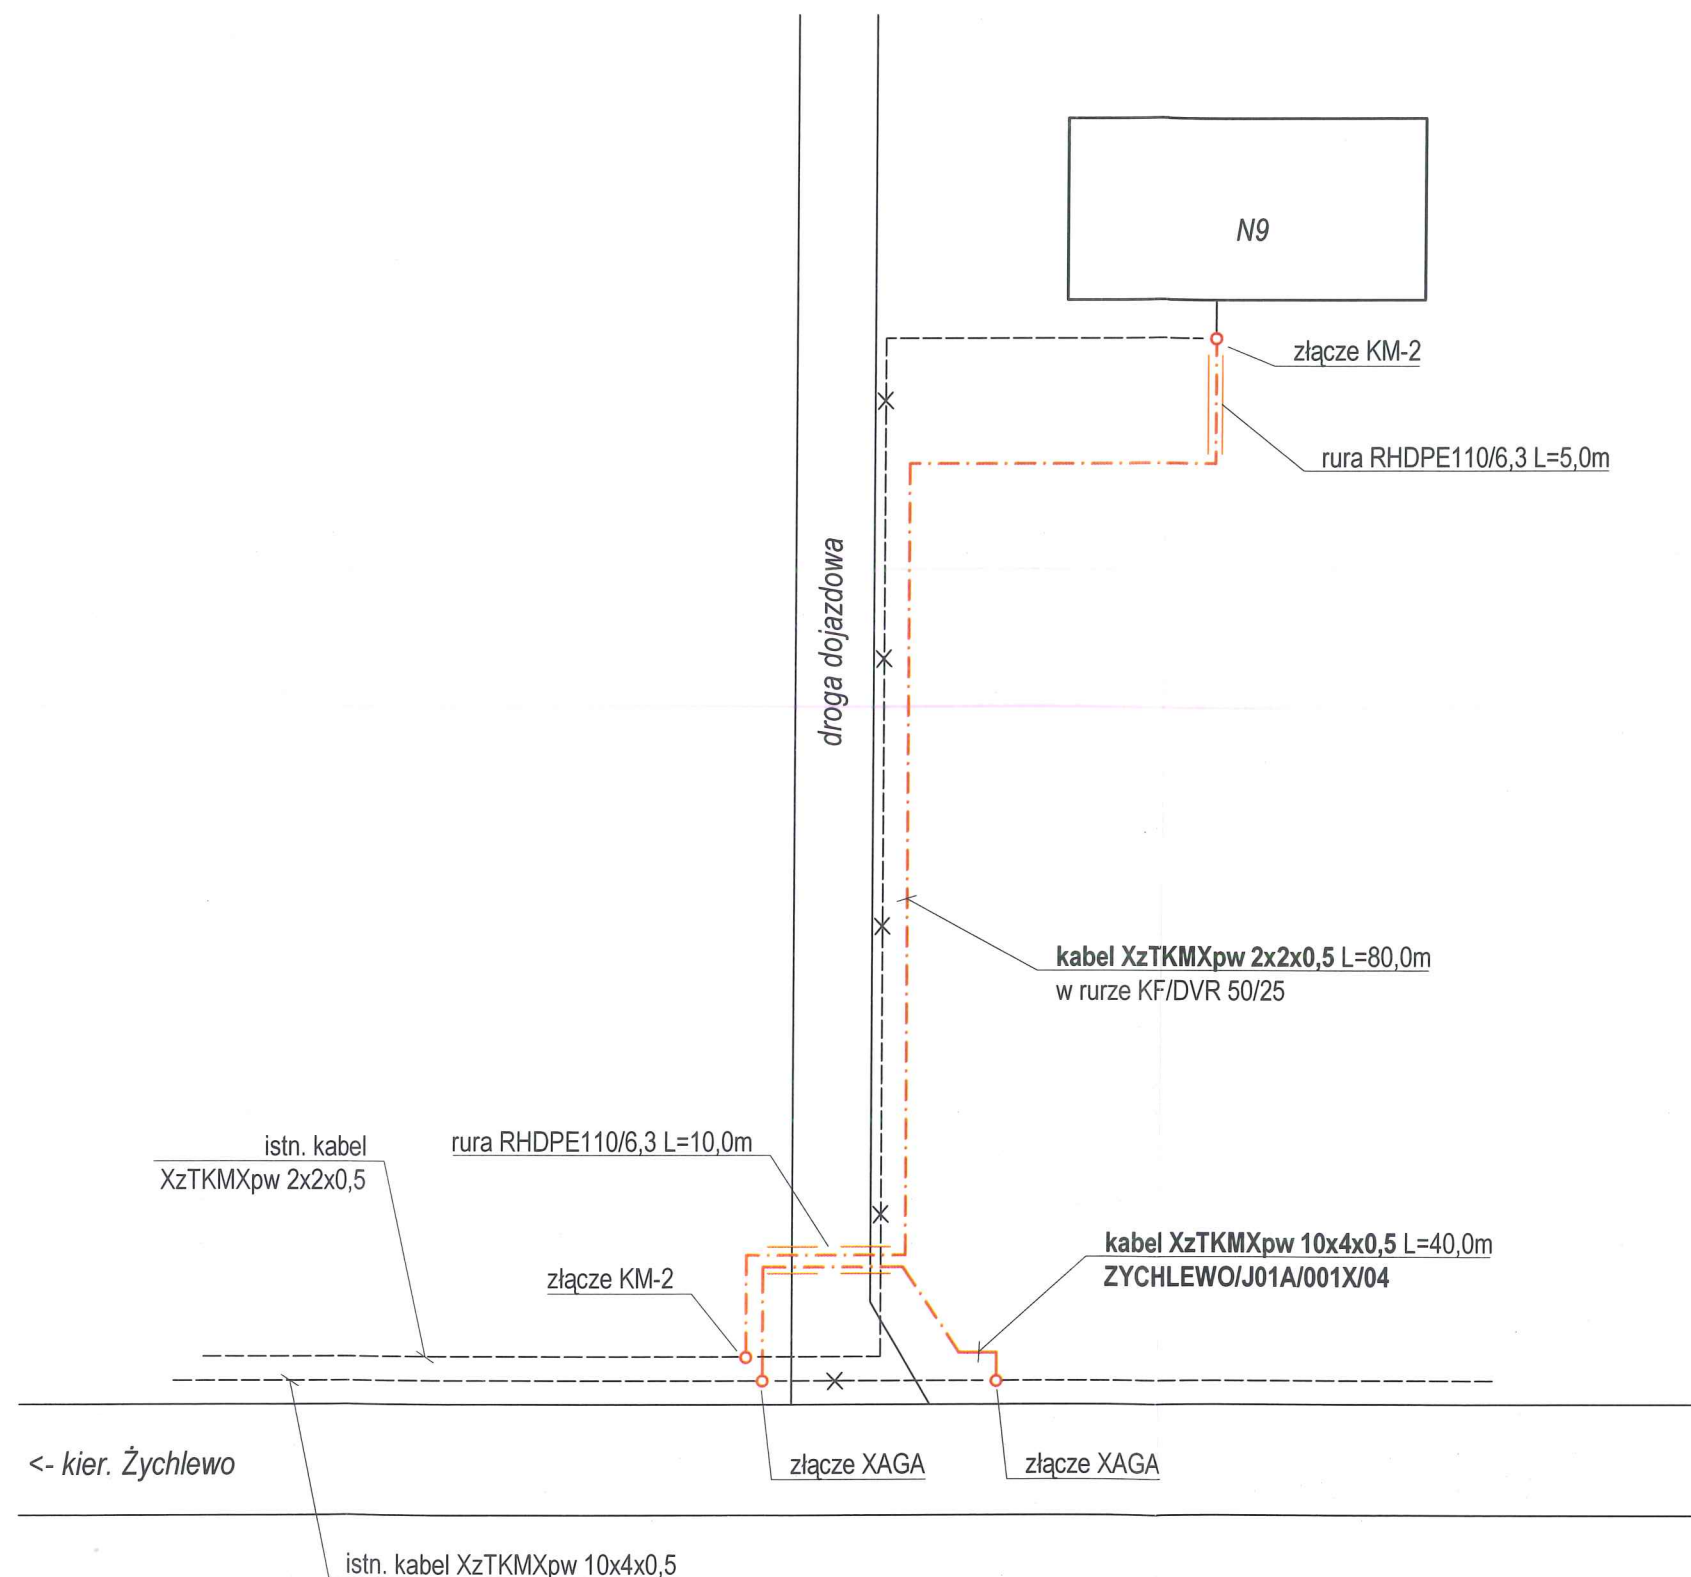 N9
złącze KM-2
rura RHDPE110/6,3 L=5,0m
droga dojazdowa
kabel XzTKMXpw 2x2x0,5 L=80,0m
w rurze KF/DVR 50/25
istn. kabel
XzTKMXpw 2x2x0,5
rura RHDPE110/6,3 L=10,0m
kabel XzTKMXpw 10x4x0,5 L=40,0m
ZYCHLEWO/J01A/001X/04
złącze KM-2
<- kier. Żychlewo
złącze XAGA
złącze XAGA
istn. kabel XzTKMXpw 10x4x0,5